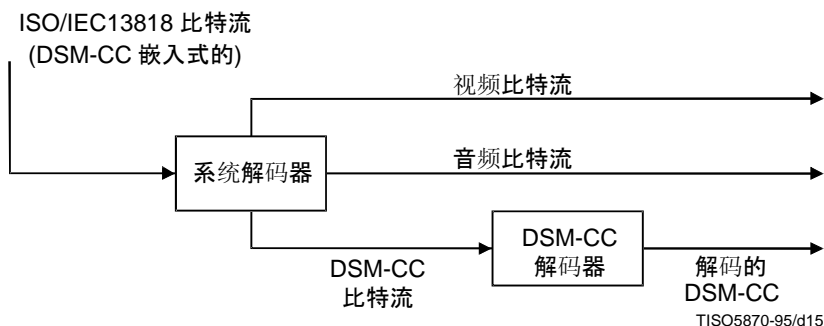 ISO/IEC13818 比特流
(DSM-CC 嵌入式的)
视频比特流
系统解码器
音频比特流
DSM-CC
比特流
DSM-CC
解码器
解码的
DSM-CC
TISO5870-95/d15